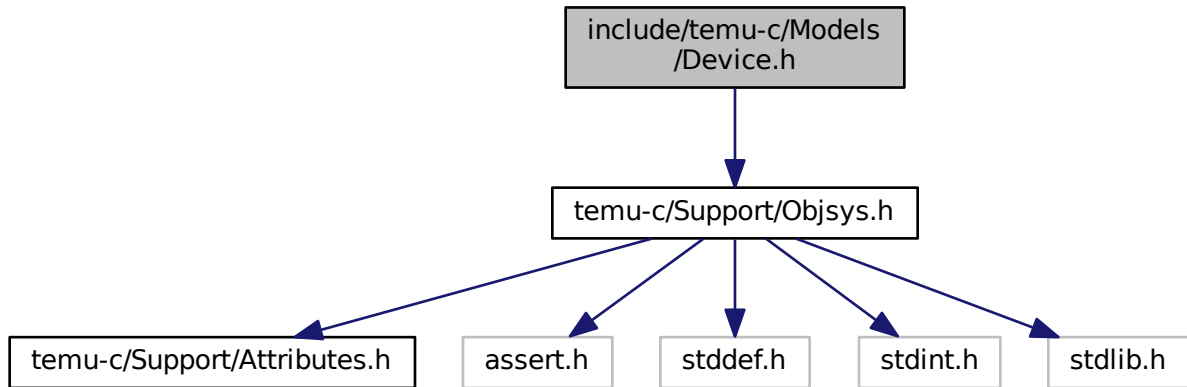 include/temu-c/Models
/Device.h
temu-c/Support/Objsys.h
temu-c/Support/Attributes.h
assert.h
stddef.h
stdint.h
stdlib.h